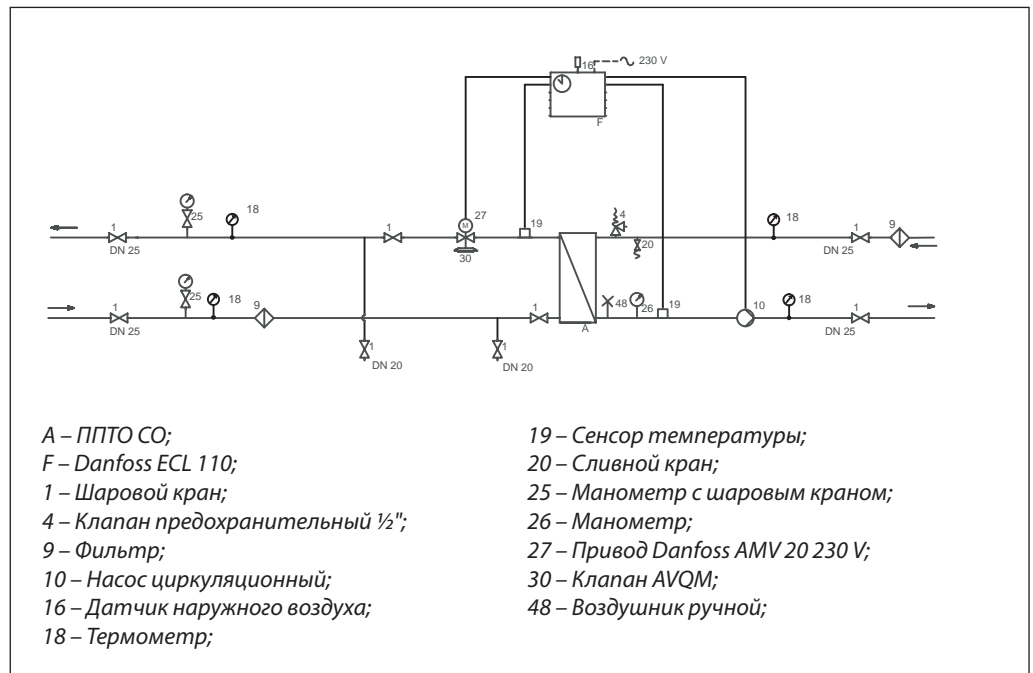 16
230 V
F
27
M
30
19
4
20
18
1
DN 25
9
25
18
1
DN 25
1
1
DN 25
25
18
9
1
DN 20
1
DN 20
1
A
48
26
19
10
18
1
DN 25
A – ППТО СО;
F – Danfoss ECL 110;
1 – Шаровой кран;
4 – Клапан предохранительный ½";
9 – Фильтр;
10 – Насос циркуляционный;
16 – Датчик наружного воздуха;
18 – Термометр;
19 – Сенсор температуры;
20 – Сливной кран;
25 – Манометр с шаровым краном;
26 – Манометр;
27 – Привод Danfoss AMV 20 230 V;
30 – Клапан AVQM;
48 – Воздушник ручной;